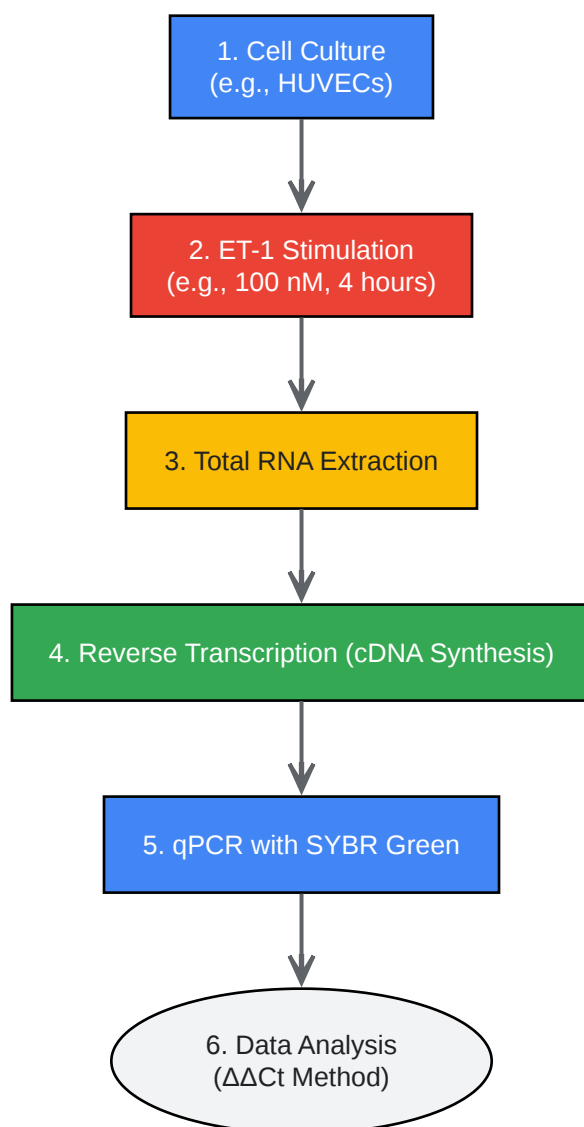 1. Cell Culture
(e.g., HUVECs)
2. ET-1 Stimulation
(e.g., 100 nM, 4 hours)
3. Total RNA Extraction
4. Reverse Transcription (cDNA Synthesis)
5. qPCR with SYBR Green
6. Data Analysis
(ΔΔCt Method)